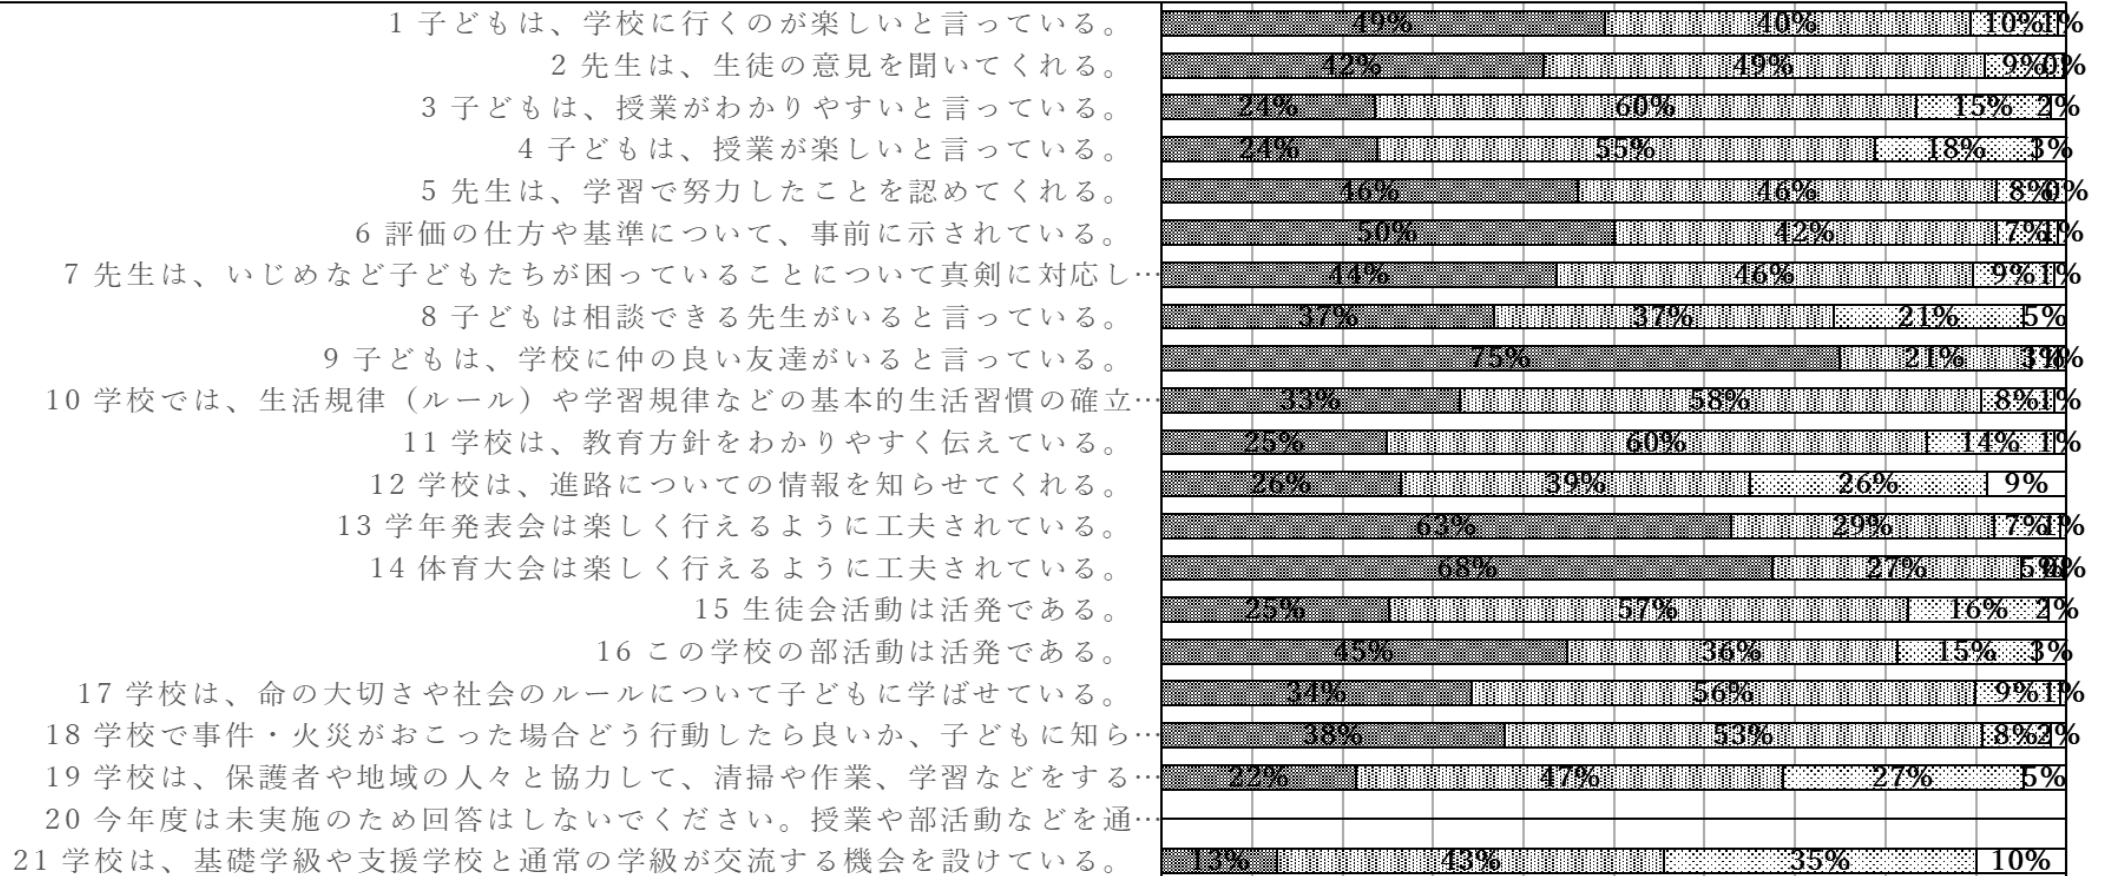 1 子どもは、学校に行くのが楽しいと言っている。 49% 40% 10% 1%
2 先生は、生徒の意見を聞いてくれる。 42% 49% 9% 0%
3 子どもは、授業がわかりやすいと言っている。 24% 60% 15% 2%
4 子どもは、授業が楽しいと言っている。 24% 55% 18% 3%
5 先生は、学習で努力したことを認めてくれる。 46% 46% 8% 0%
6 評価の仕方や基準について、事前に示されている。 50% 42% 7% 1%
7 先生は、いじめなど子どもたちが困っていることについて真剣に対応し… 44% 46% 9% 1%
8 子どもは相談できる先生がいると言っている。 37% 37% 21% 5%
9 子どもは、学校に仲の良い友達がいると言っている。 75% 21% 3%
10 学校では、生活規律（ルール）や学習規律などの基本的生活習慣の確立… 33% 58% 8% 1%
11 学校は、教育方針をわかりやすく伝えている。 25% 60% 14% 1%
12 学校は、進路についての情報を知らせてくれる。 26% 39% 26% 9%
13 学年発表会は楽しく行えるように工夫されている。 63% 29% 7% 1%
14 体育大会は楽しく行えるように工夫されている。 68% 27% 5%
15 生徒会活動は活発である。 25% 57% 16% 2%
16 この学校の部活動は活発である。 45% 36% 15% 3%
17 学校は、命の大切さや社会のルールについて子どもに学ばせている。 34% 56% 9% 1%
18 学校で事件・火災がおこった場合どう行動したら良いか、子どもに知ら… 38% 53% 8% 2%
19 学校は、保護者や地域の人々と協力して、清掃や作業、学習などをする… 22% 47% 27% 5%
20 今年度は未実施のため回答はしないでください。授業や部活動などを通…
21 学校は、基礎学級や支援学校と通常の学級が交流する機会を設けている。 13% 43% 35% 10%